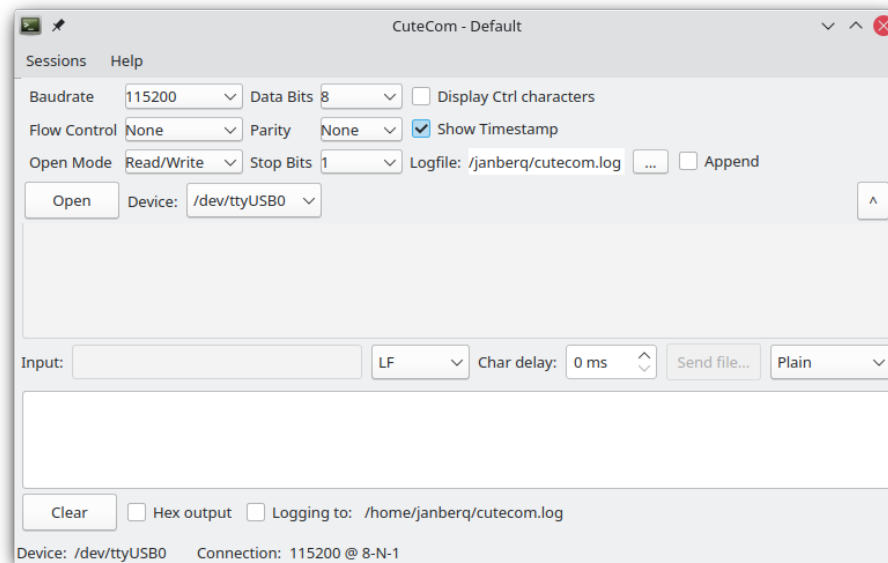 CuteCom - Default
Sessions Help
Baudrate 115200 Data Bits 8 Display Ctrl characters
Flow Control None Parity None Show Timestamp
Open Mode Read/Write Stop Bits 1 Logfile: /janberq/cutecom.log ... Append
Open Device: /dev/ttyUSB0 ^
Input: LF Char delay: 0 ms Send file... Plain
Clear Hex output Logging to: /home/janberq/cutecom.log
Device: /dev/ttyUSB0 Connection: 115200 @ 8-N-1